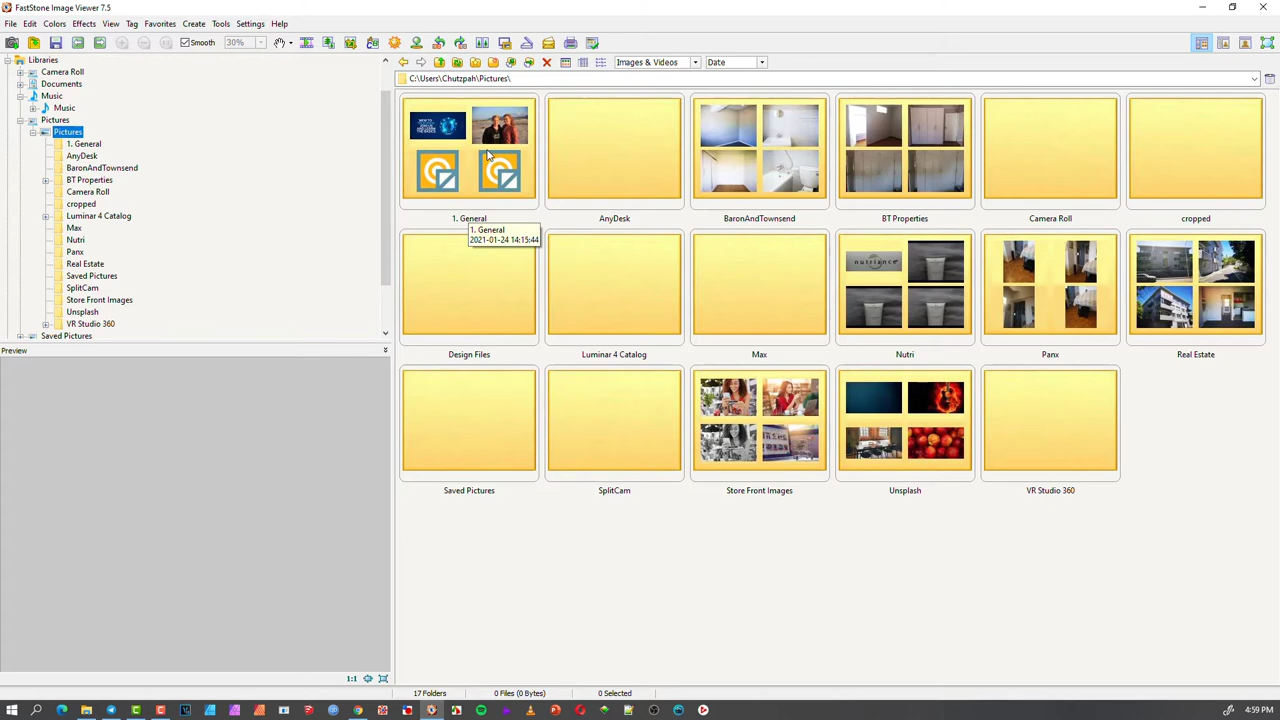 FastStone Image Viewer 7.5
File Edit Colors Effects View Tag Favorites Create Tools Settings Help
Smooth 30%
Libraries
Camera Roll
Documents
Music
Music
Pictures
Pictures
1. General
AnyDesk
BaronAndTownsend
BT Properties
Camera Roll
cropped
Luminar 4 Catalog
Max
Nutri
Panx
Real Estate
Saved Pictures
SplitCam
Store Front Images
Unsplash
VR Studio 360
Saved Pictures
Preview
1:1
Images & Videos Date
C:\Users\Chutzpah\Pictures\
1. General AnyDesk BaronAndTownsend BT Properties Camera Roll cropped
1. General
2021-01-24 14:15:44
nutriance
Design Files Luminar 4 Catalog Max Nutri Panx Real Estate
Saved Pictures SplitCam Store Front Images Unsplash VR Studio 360
17 Folders 0 Files (0 Bytes) 0 Selected
4:59 PM